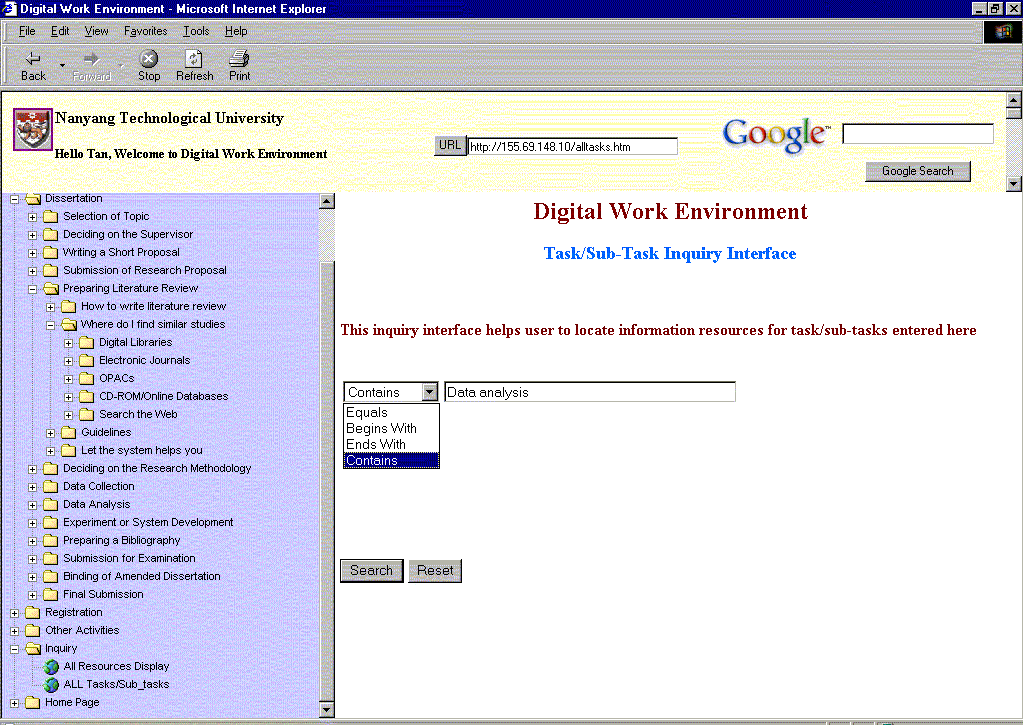 Digital Work Environment - Microsoft Internet Explorer
File Edit View Favorites Tools Help
Back Forward Stop Refresh Print
Nanyang Technological University
Hello Tan, Welcome to Digital Work Environment
URL http://155.69.148.10/alltasks.htm
Google™
Google Search
Dissertation
Selection of Topic
Deciding on the Supervisor
Writing a Short Proposal
Submission of Research Proposal
Preparing Literature Review
How to write literature review
Where do I find similar studies
Digital Libraries
Electronic Journals
OPACs
CD-ROM/Online Databases
Search the Web
Guidelines
Let the system helps you
Deciding on the Research Methodology
Data Collection
Data Analysis
Experiment or System Development
Preparing a Bibliography
Submission for Examination
Binding of Amended Dissertation
Final Submission
Registration
Other Activities
Inquiry
All Resources Display
ALL Tasks/Sub_tasks
Home Page
Digital Work Environment
Task/Sub-Task Inquiry Interface
This inquiry interface helps user to locate information resources for task/sub-tasks entered here
Contains Data analysis
Equals
Begins With
Ends With
Contains
Search Reset